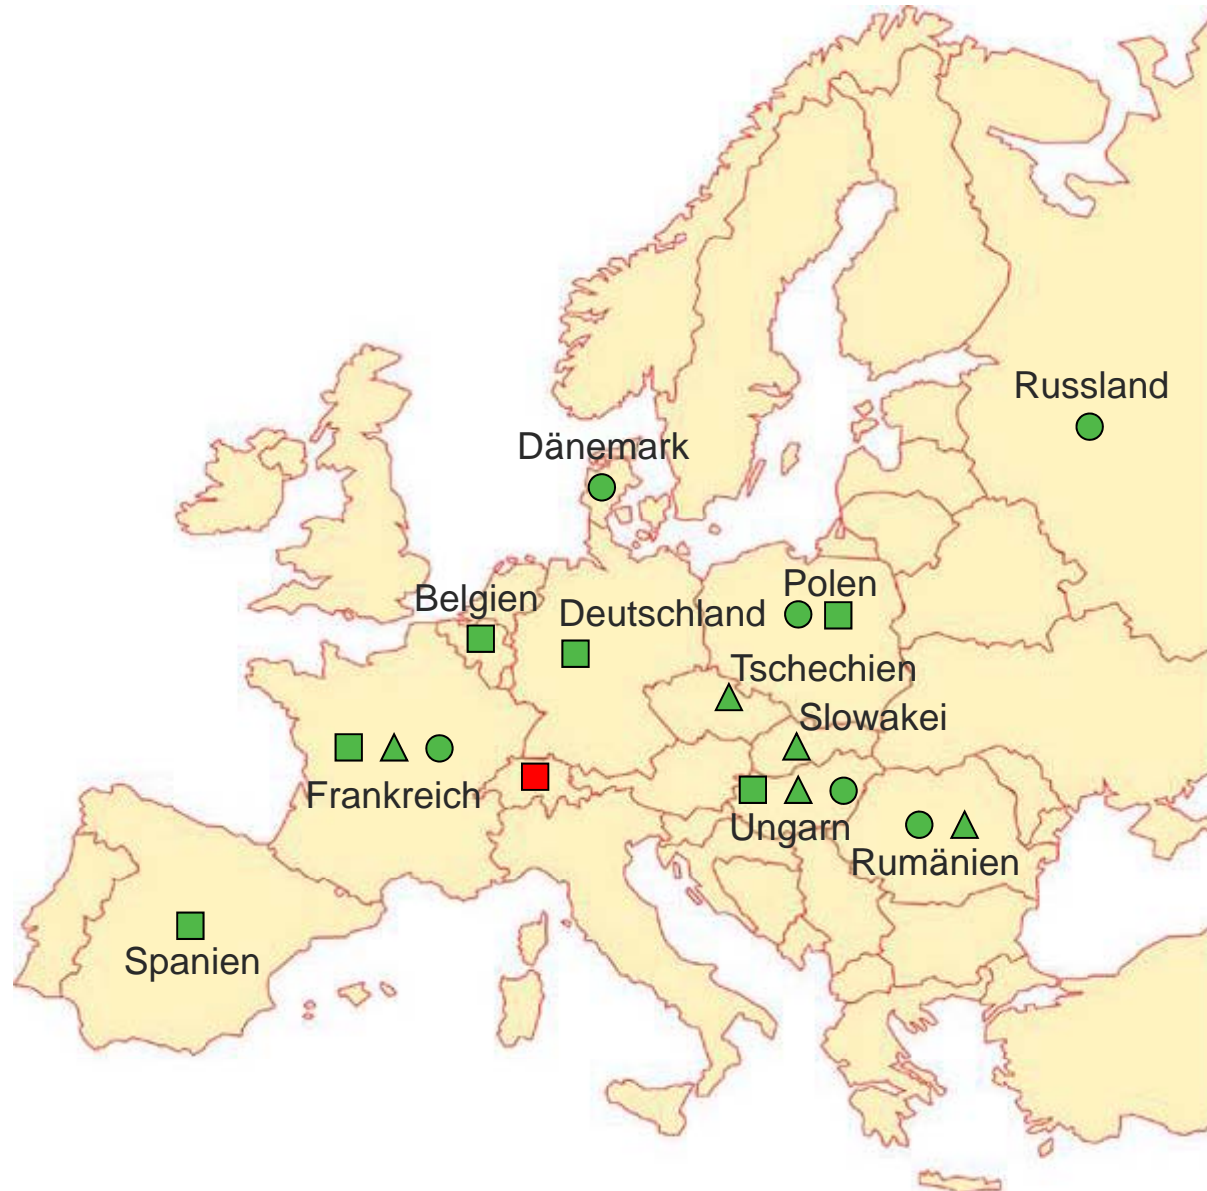 Russland
Dänemark
Polen
Belgien
Deutschland
Tschechien
Slowakei
Frankreich
Ungarn
Rumänien
Spanien